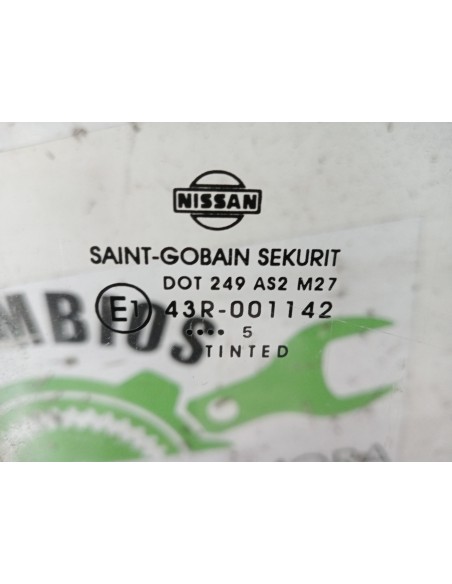 NISSAN
SAINT-GOBAIN SEKURIT
DOT 249 AS2 M27
E1 43R-001142
.... 5
TINTED
MBIOS